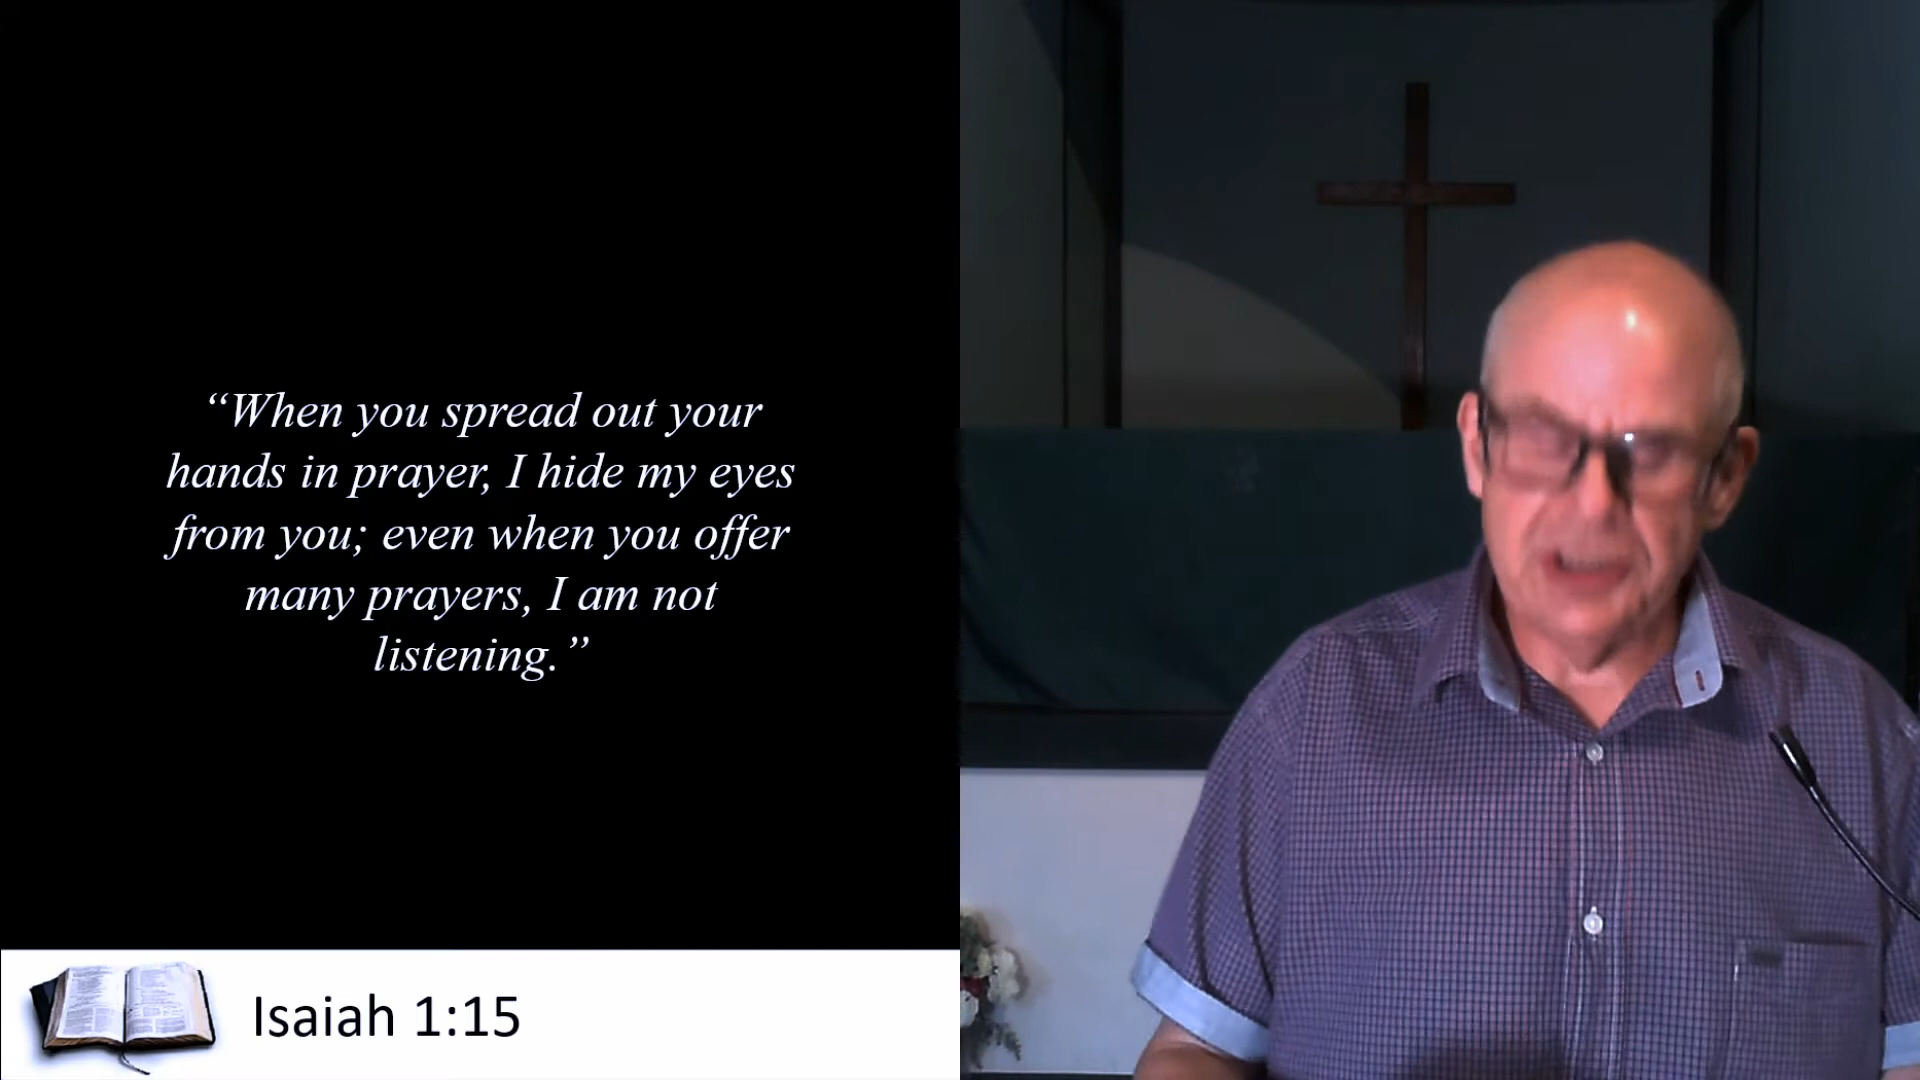 “When you spread out your
hands in prayer, I hide my eyes
from you; even when you offer
many prayers, I am not
listening.”
Isaiah 1:15